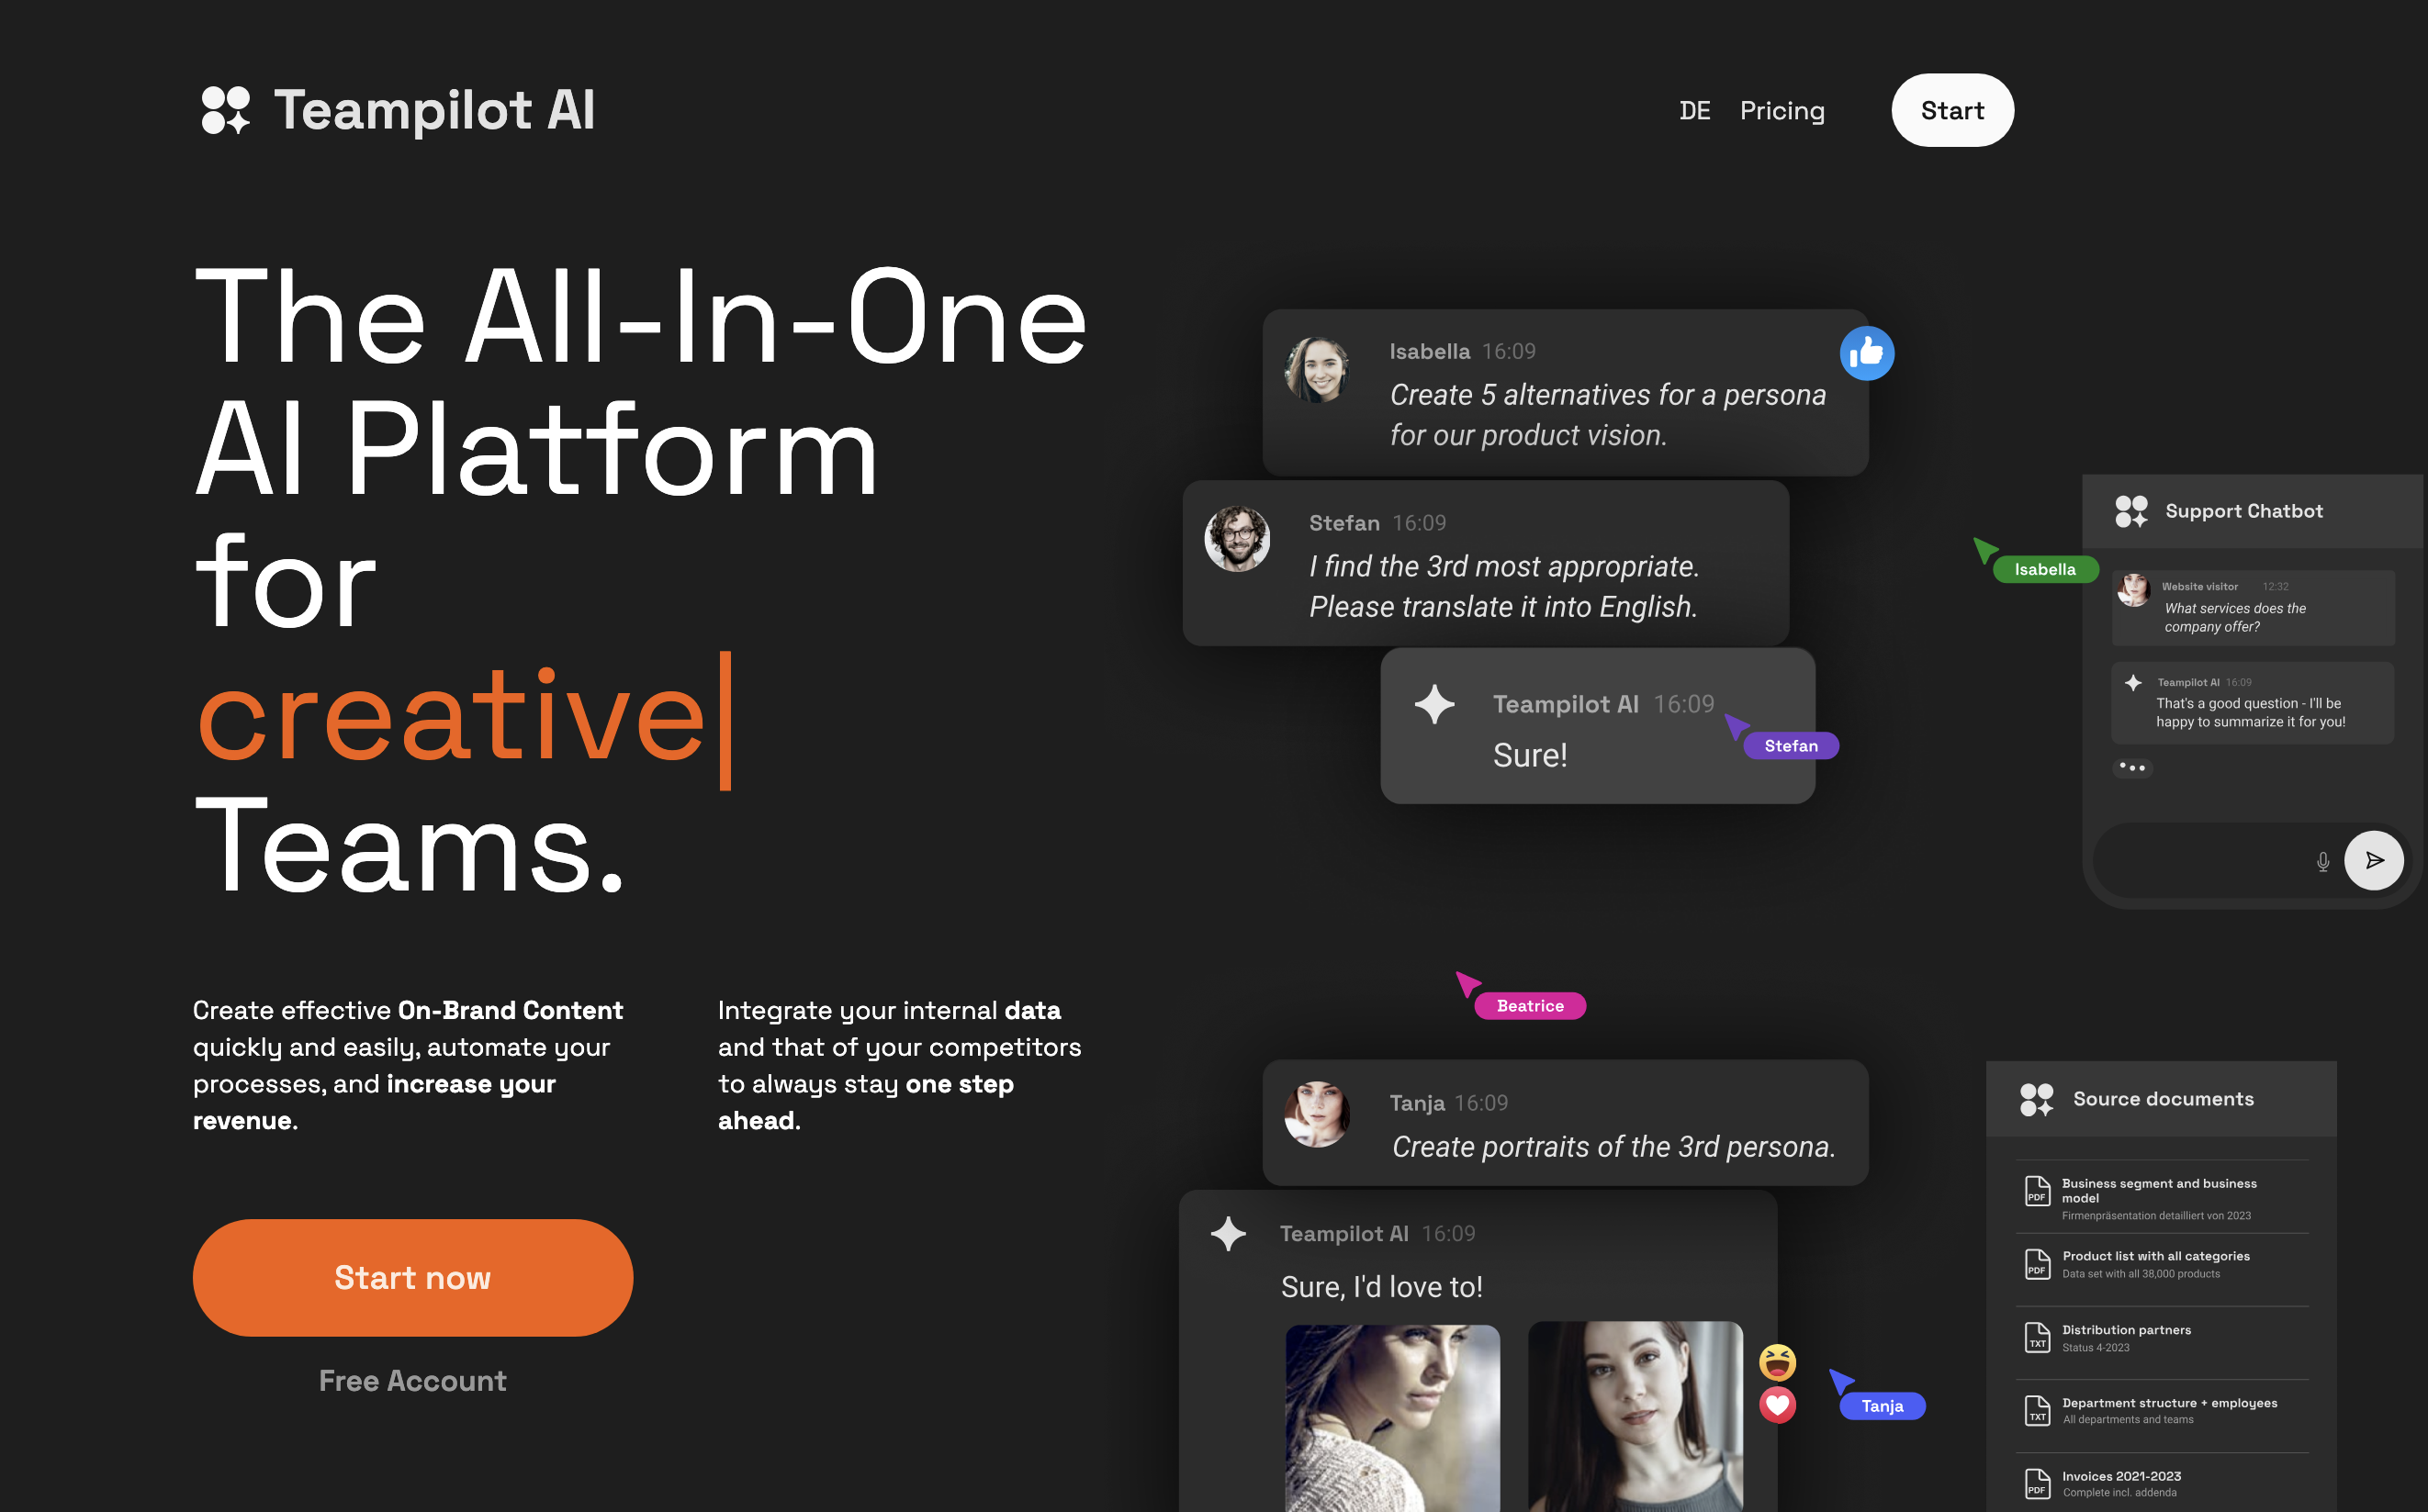 Teampilot AI
DE Pricing Start
The All-In-One
AI Platform
for
creative
Teams.
Create effective On-Brand Content
quickly and easily, automate your
processes, and increase your
revenue.
Integrate your internal data
and that of your competitors
to always stay one step
ahead.
Start now
Free Account
Isabella 16:09
Create 5 alternatives for a persona
for our product vision.
Stefan 16:09
I find the 3rd most appropriate.
Please translate it into English.
Teampilot AI 16:09
Sure!
Stefan
Isabella
Support Chatbot
Website visitor 12:32
What services does the
company offer?
Teampilot AI 16:09
That's a good question - I'll be
happy to summarize it for you!
Beatrice
Tanja 16:09
Create portraits of the 3rd persona.
Teampilot AI 16:09
Sure, I'd love to!
Tanja
Source documents
PDF
Business segment and business
model
Firmenpräsentation detailliert von 2023
PDF
Product list with all categories
Data set with all 38,000 products
TXT
Distribution partners
Status 4-2023
TXT
Department structure + employees
All departments and teams
PDF
Invoices 2021-2023
Complete incl. addenda